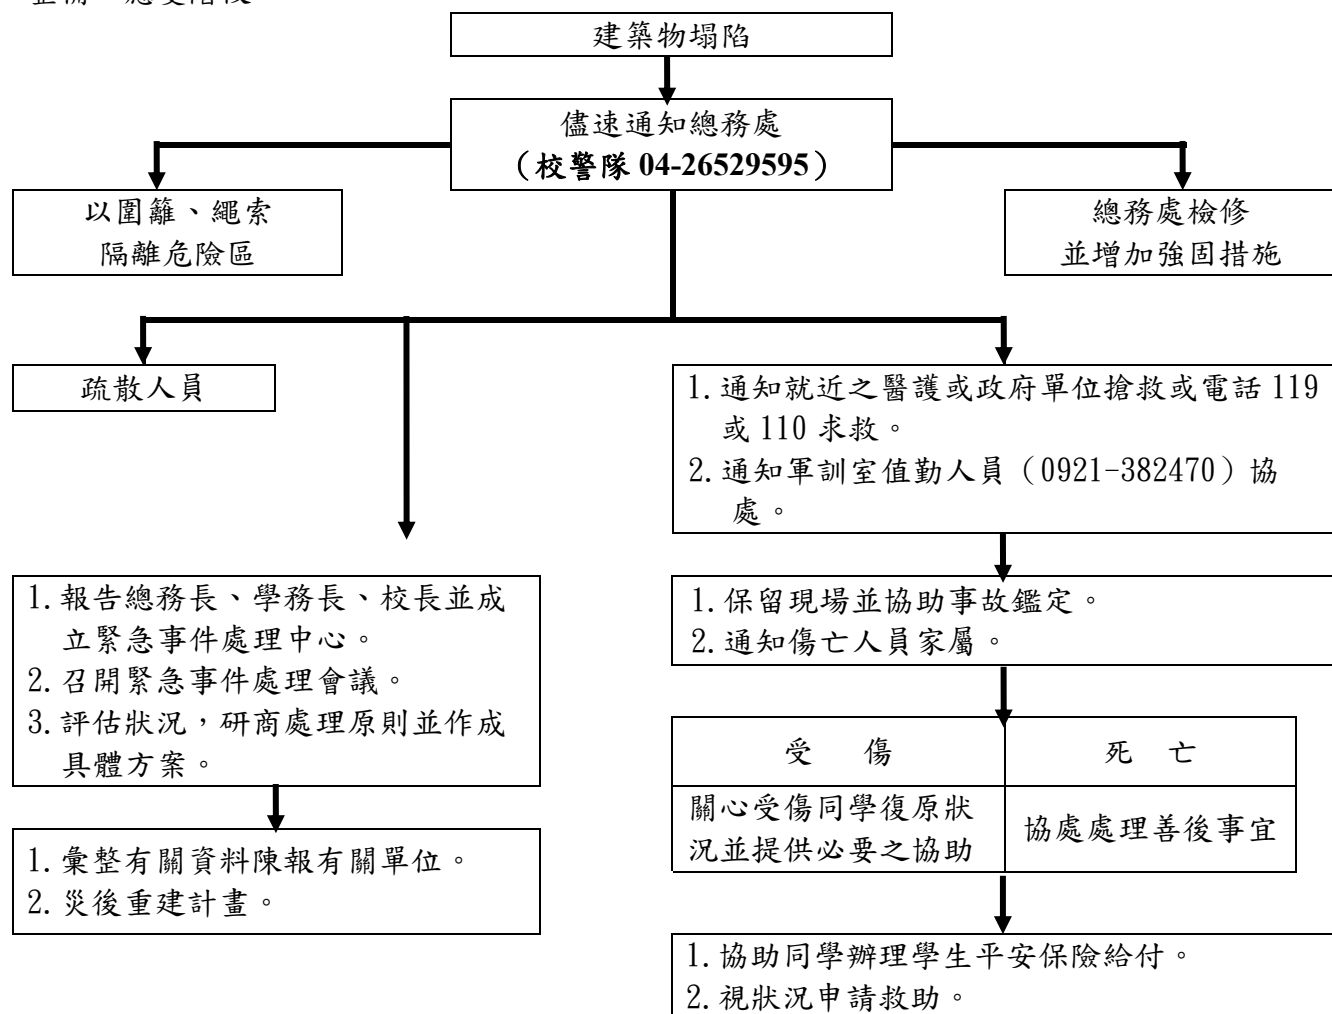 建築物塌陷
儘速通知總務處
（校警隊 04-26529595）
以圍籬、繩索
隔離危險區
總務處檢修
並增加強固措施
疏散人員
1. 通知就近之醫護或政府單位搶救或電話 119
或 110 求救。
2. 通知軍訓室值勤人員（0921-382470）協
處。
1. 報告總務長、學務長、校長並成
立緊急事件處理中心。
2. 召開緊急事件處理會議。
3. 評估狀況，研商處理原則並作成
具體方案。
1. 保留現場並協助事故鑑定。
2. 通知傷亡人員家屬。
受　傷
死　亡
關心受傷同學復原狀
況並提供必要之協助
協處處理善後事宜
1. 彙整有關資料陳報有關單位。
2. 災後重建計畫。
1. 協助同學辦理學生平安保險給付。
2. 視狀況申請救助。